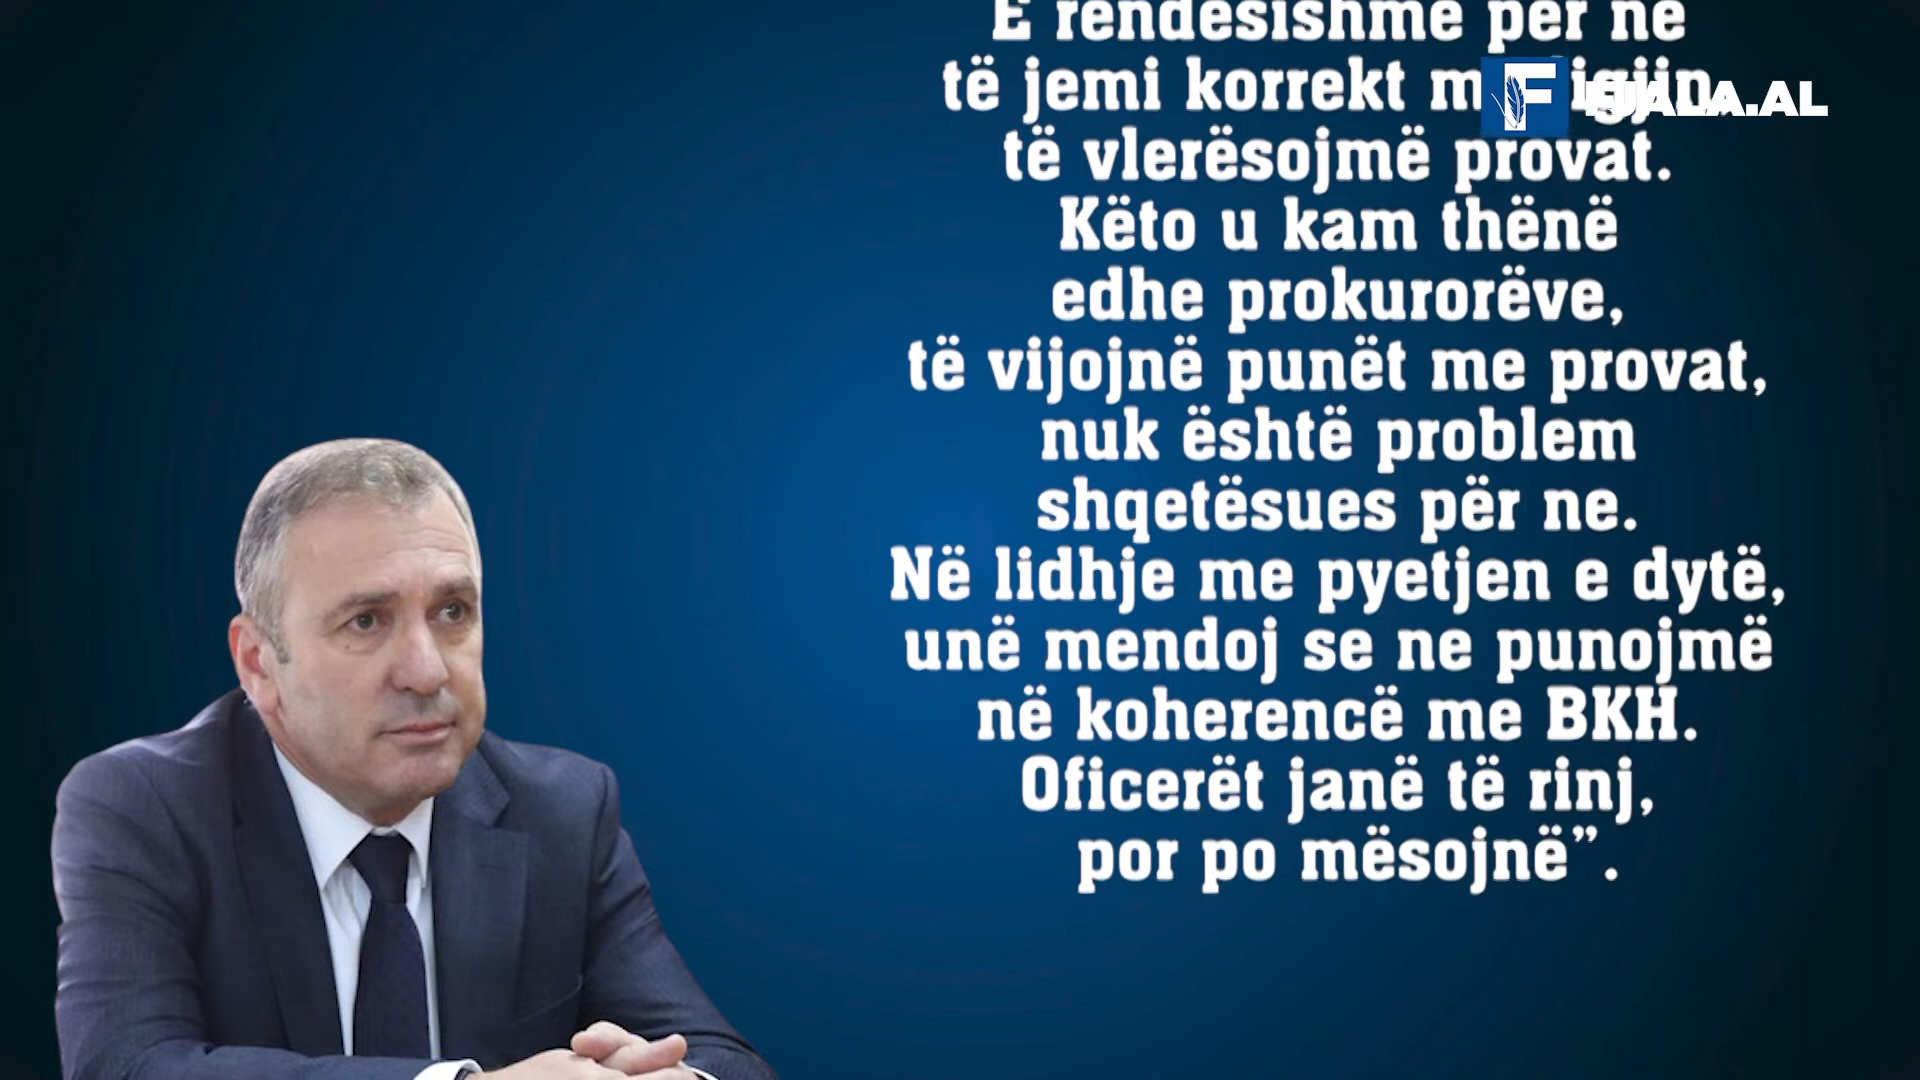 E rëndësishme për ne
të jemi korrekt
të vlerësojmë provat.
Këto u kam thënë
edhe prokurorëve,
të vijojnë punët me provat,
nuk është problem
shqetësues për ne.
Në lidhje me pyetjen e dytë,
unë mendoj se ne punojmë
në koherencë me BKH.
Oficerët janë të rinj,
por po mësojnë”.
F FJALA.AL